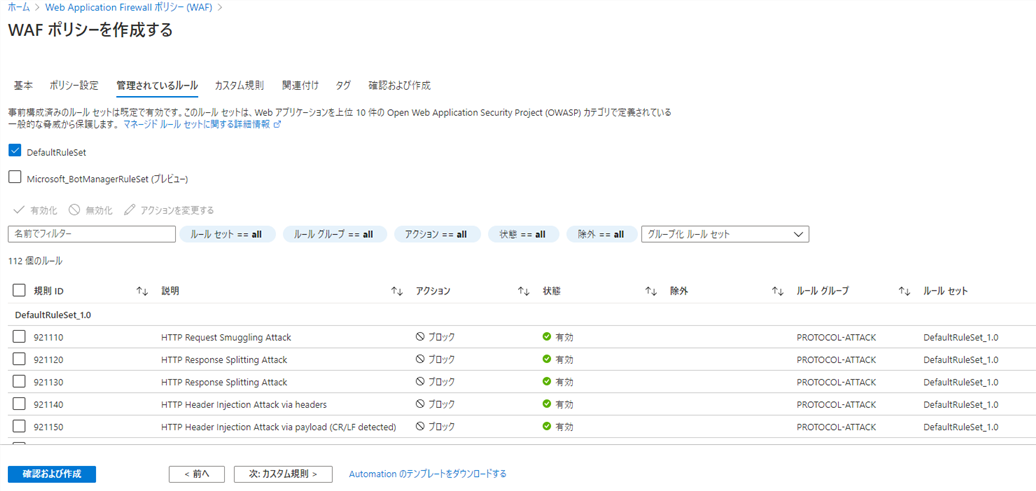 ホーム > Web Application Firewall ポリシー (WAF) >
WAF ポリシーを作成する
基本 ポリシー設定 管理されているルール カスタム規則 関連付け タグ 確認および作成
事前構成済みのルール セットは既定で有効です。このルール セットは、Web アプリケーションを上位 10 件の Open Web Application Security Project (OWASP) カテゴリで定義されている
一般的な脅威から保護します。 マネージド ルール セットに関する詳細情報
DefaultRuleSet
Microsoft_BotManagerRuleSet (プレビュー)
有効化 無効化 アクションを変更する
名前でフィルター ルール セット == all ルール グループ == all アクション == all 状態 == all 除外 == all グループ化 ルール セット
112 個のルール
規則 ID 説明 アクション 状態 除外 ルール グループ ルール セット
DefaultRuleSet_1.0
921110 HTTP Request Smuggling Attack ブロック 有効 PROTOCOL-ATTACK DefaultRuleSet_1.0
921120 HTTP Response Splitting Attack ブロック 有効 PROTOCOL-ATTACK DefaultRuleSet_1.0
921130 HTTP Response Splitting Attack ブロック 有効 PROTOCOL-ATTACK DefaultRuleSet_1.0
921140 HTTP Header Injection Attack via headers ブロック 有効 PROTOCOL-ATTACK DefaultRuleSet_1.0
921150 HTTP Header Injection Attack via payload (CR/LF detected) ブロック 有効 PROTOCOL-ATTACK DefaultRuleSet_1.0
確認および作成 < 前へ 次: カスタム規則 > Automation のテンプレートをダウンロードする